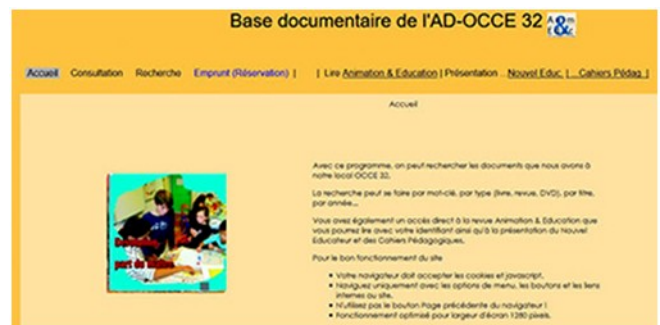 Base documentaire de l'AD-OCCE 32
Accueil Consultation Recherche Emprunt (Réservation) | | Lire Animation & Education | Présentation ...Nouvel Educ. | ...Cahiers Pédag. |
Accueil
Avec ce programme, on peut rechercher les documents que nous avons à
notre local OCCE 32.
La recherche peut se faire par mot-clé, par type (livre, revue, DVD), par titre,
par année...
Vous avez également un accès direct à la revue Animation & Education que
vous pourrez lire avec votre identifiant ainsi qu'à la présentation du Nouvel
Educateur et des Cahiers Pédagogiques.
Pour le bon fonctionnement du site
• Votre navigateur doit accepter les cookies et javascript.
• Naviguez uniquement avec les options de menu, les boutons et les liens
internes au site.
• N'utilisez pas le bouton Page précédente du navigateur !
• Fonctionnement optimisé pour largeur d'écran 1280 pixels.